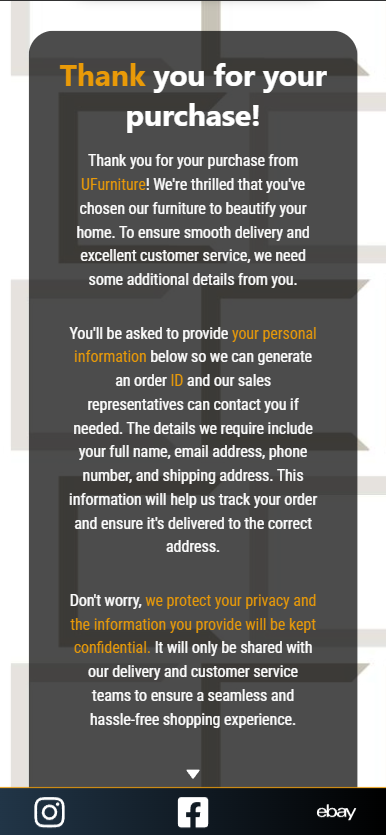 Thank you for your
purchase!
Thank you for your purchase from
UFurniture! We're thrilled that you've
chosen our furniture to beautify your
home. To ensure smooth delivery and
excellent customer service, we need
some additional details from you.
You'll be asked to provide your personal
information below so we can generate
an order ID and our sales
representatives can contact you if
needed. The details we require include
your full name, email address, phone
number, and shipping address. This
information will help us track your order
and ensure it's delivered to the correct
address.
Don't worry, we protect your privacy and
the information you provide will be kept
confidential. It will only be shared with
our delivery and customer service
teams to ensure a seamless and
hassle-free shopping experience.
ebay